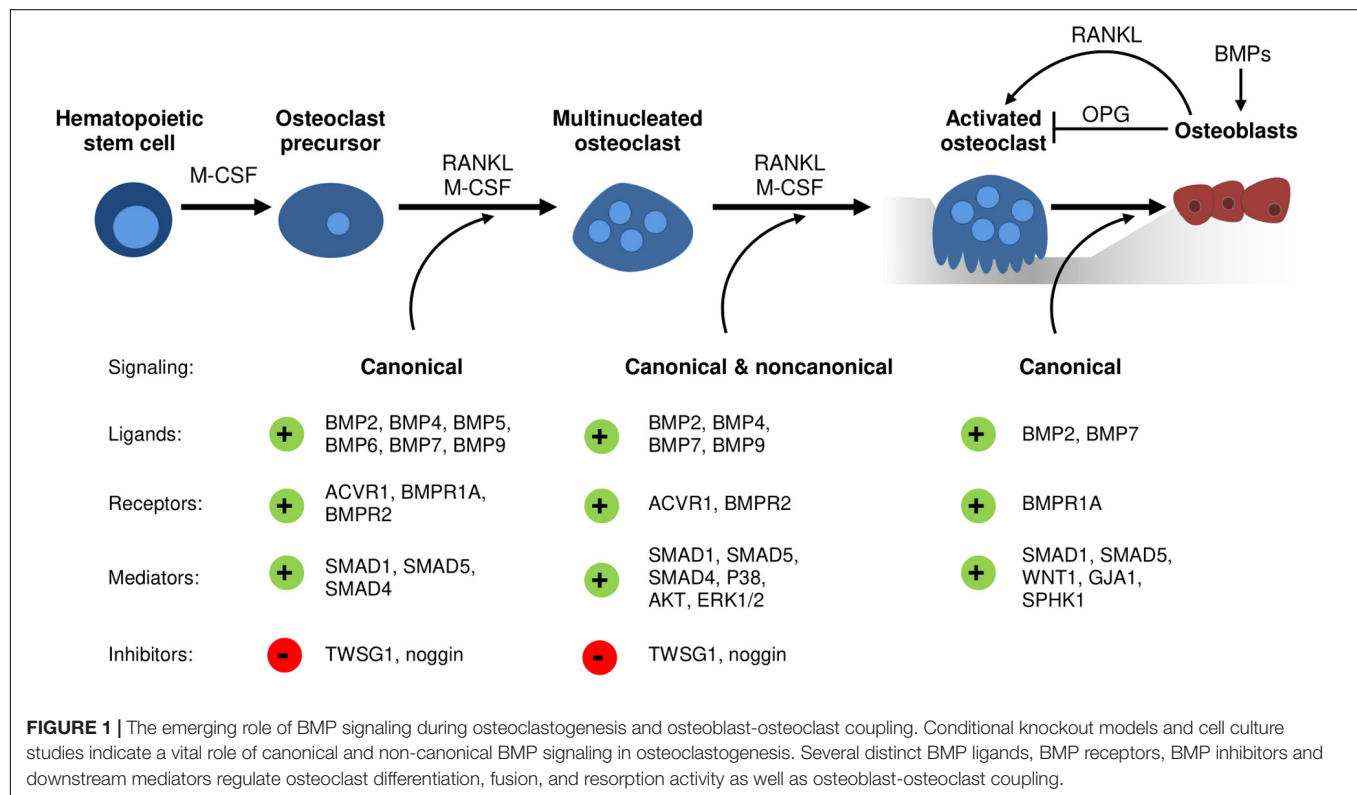 RANKL
BMPs
Hematopoietic
stem cell
Osteoclast
precursor
Multinucleated
osteoclast
Activated
osteoclast
OPG
Osteoblasts
M-CSF
RANKL
M-CSF
RANKL
M-CSF
Signaling:
Canonical
Canonical & noncanonical
Canonical
Ligands:
+
BMP2, BMP4, BMP5,
BMP6, BMP7, BMP9
+
BMP2, BMP4,
BMP7, BMP9
+
BMP2, BMP7
Receptors:
+
ACVR1, BMPR1A,
BMPR2
+
ACVR1, BMPR2
+
BMPR1A
Mediators:
+
SMAD1, SMAD5,
SMAD4
+
SMAD1, SMAD5,
SMAD4, P38,
AKT, ERK1/2
+
SMAD1, SMAD5,
WNT1, GJA1,
SPHK1
Inhibitors:
-
TWSG1, noggin
-
TWSG1, noggin
FIGURE 1 | The emerging role of BMP signaling during osteoclastogenesis and osteoblast-osteoclast coupling. Conditional knockout models and cell culture
studies indicate a vital role of canonical and non-canonical BMP signaling in osteoclastogenesis. Several distinct BMP ligands, BMP receptors, BMP inhibitors and
downstream mediators regulate osteoclast differentiation, fusion, and resorption activity as well as osteoblast-osteoclast coupling.